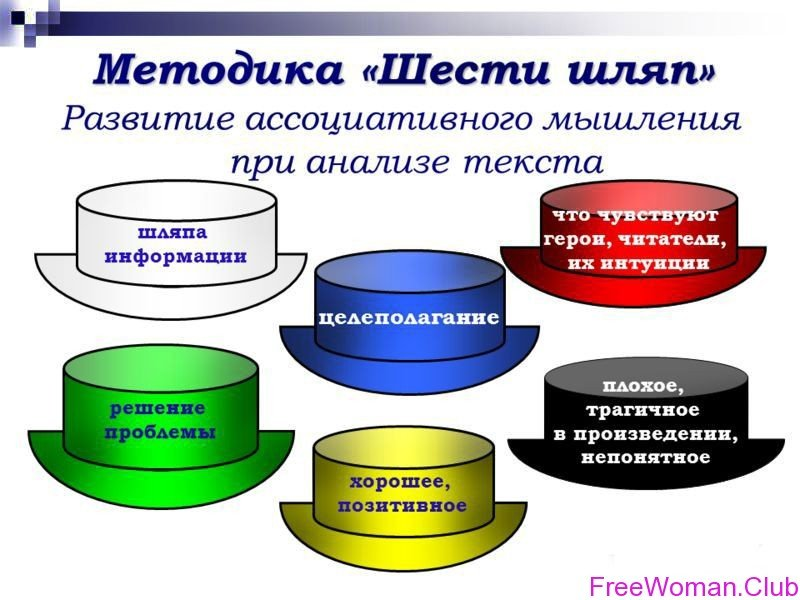 Методика «Шести шляп»
Развитие ассоциативного мышления
при анализе текста
шляпа
информации
что чувствуют
герои, читатели,
их интуиции
целеполагание
решение
проблемы
плохое,
трагичное
в произведении,
непонятное
хорошее,
позитивное
FreeWoman.Club